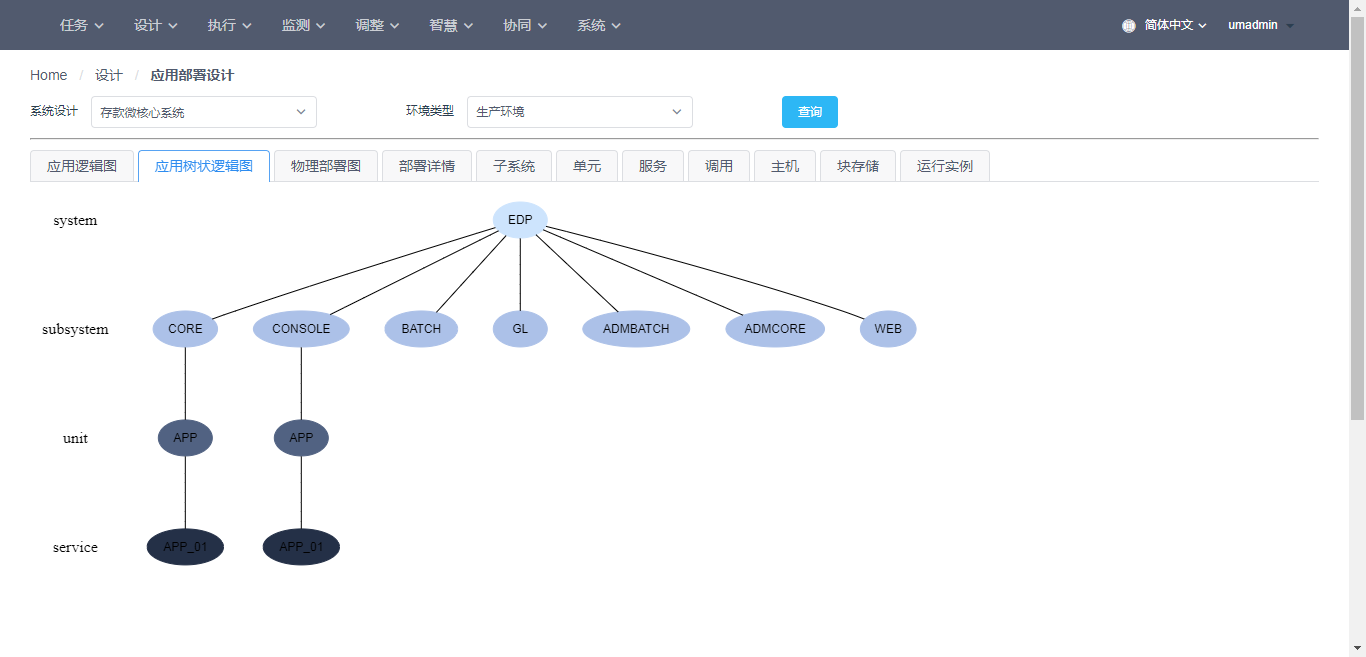 任务 设计 执行 监测 调整 智慧 协同 系统 简体中文 umadmin
Home / 设计 / 应用部署设计
系统设计 存款微核心系统 环境类型 生产环境 查询
应用逻辑图 应用树状逻辑图 物理部署图 部署详情 子系统 单元 服务 调用 主机 块存储 运行实例
system EDP
subsystem CORE CONSOLE BATCH GL ADMBATCH ADMCORE WEB
unit APP APP
service APP_01 APP_01